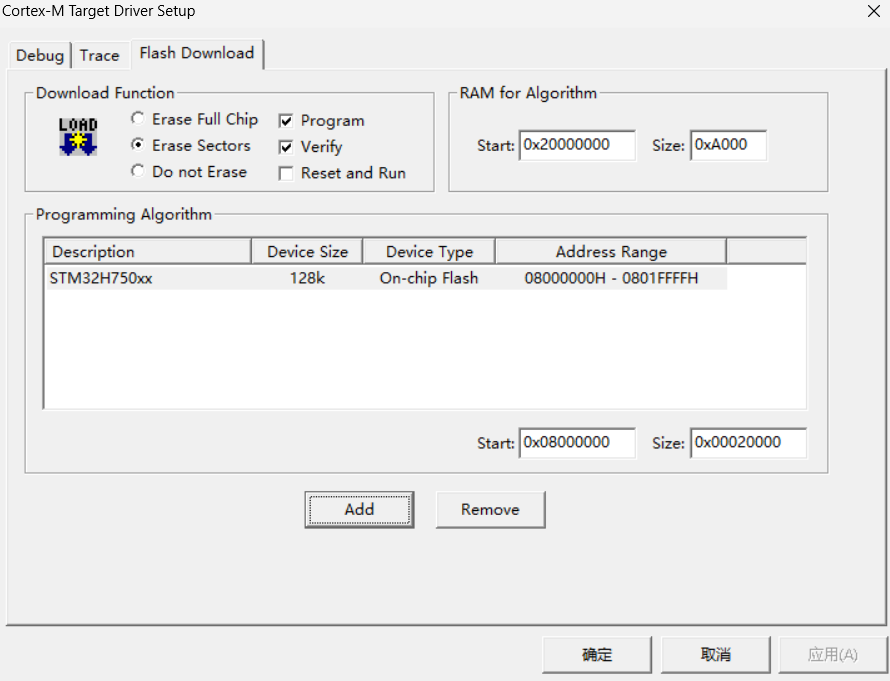 Cortex-M Target Driver Setup
Debug Trace Flash Download
Download Function
LOAD
Erase Full Chip Program
Erase Sectors Verify
Do not Erase Reset and Run
RAM for Algorithm
Start: 0x20000000 Size: 0xA000
Programming Algorithm
Description Device Size Device Type Address Range
STM32H750xx 128k On-chip Flash 08000000H - 0801FFFFH
Start: 0x08000000 Size: 0x00020000
Add Remove
确定 取消 应用(A)